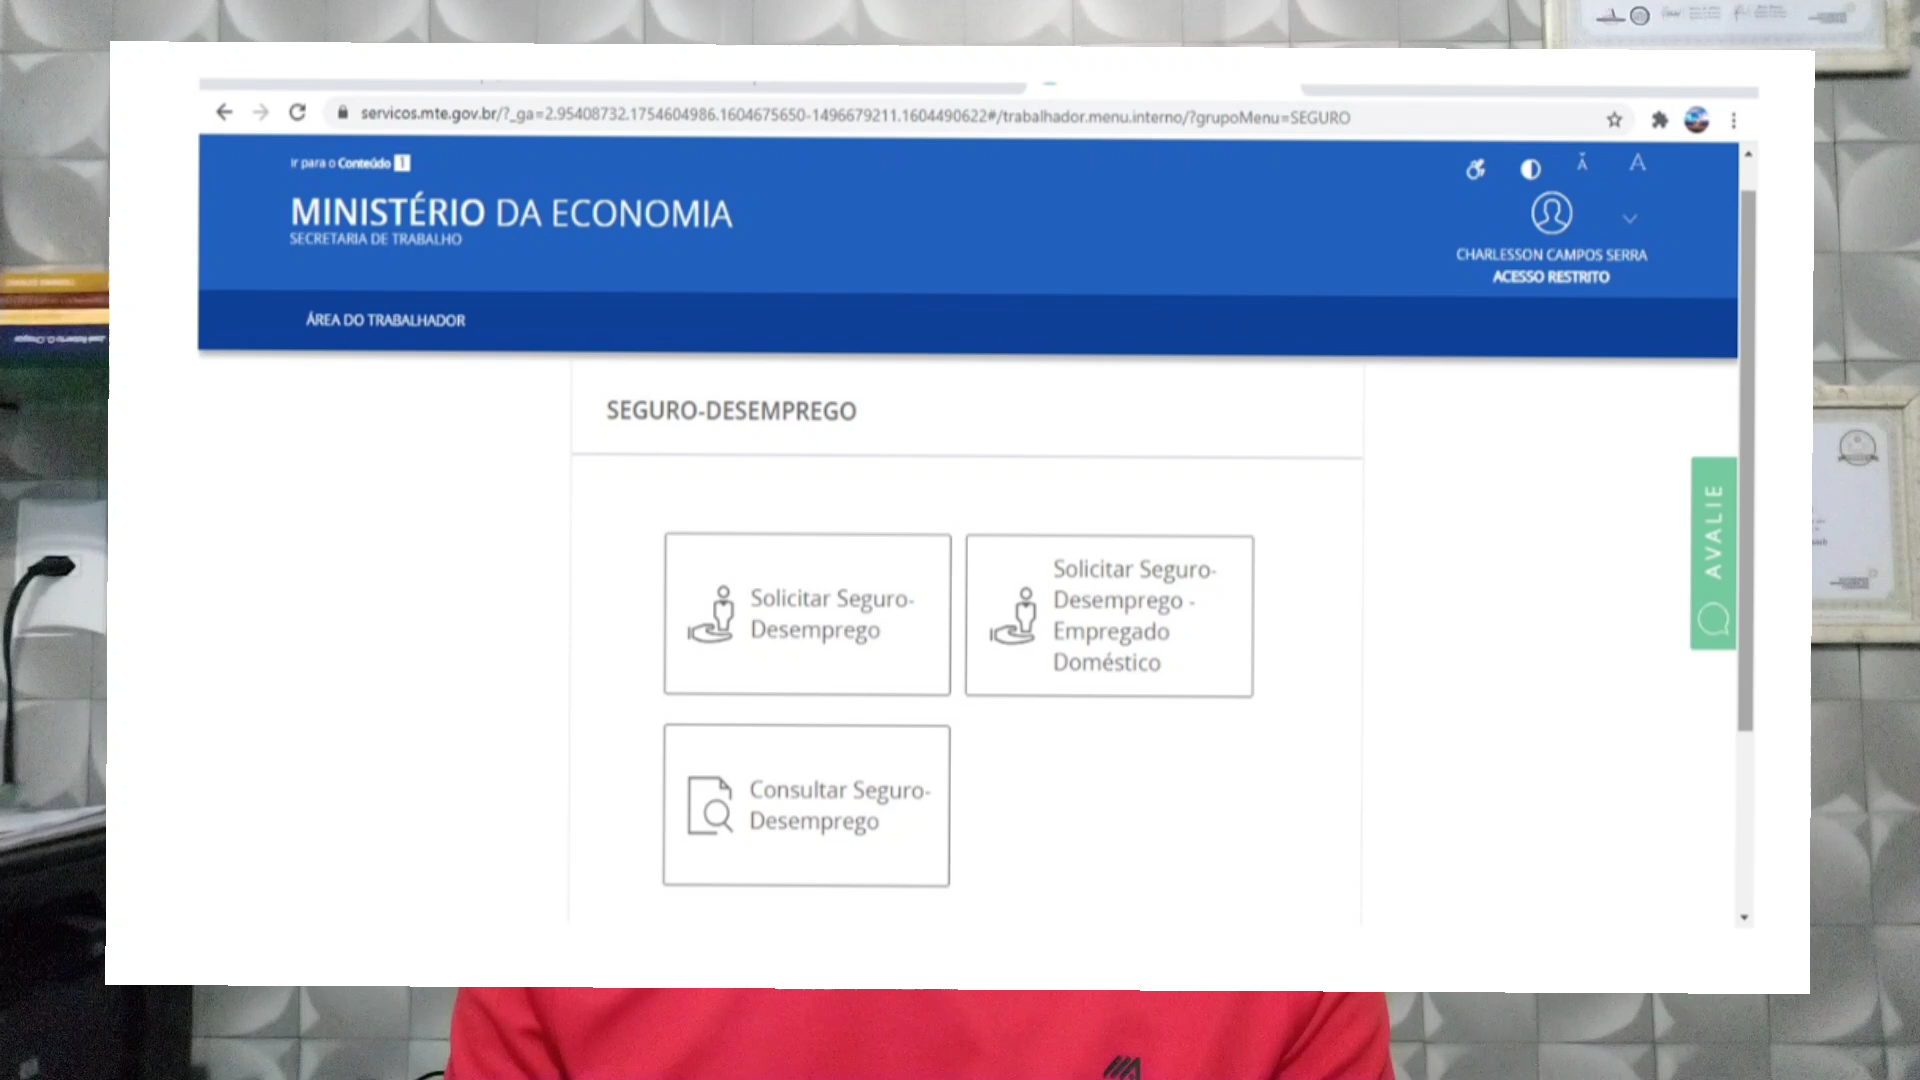 servicos.mte.gov.br/?_ga=2.95408732.1754604986.1604675650-1496679211.1604490622#/trabalhador.menu.interno/?grupoMenu=SEGURO
Ir para o Conteúdo 1
A A
MINISTÉRIO DA ECONOMIA
SECRETARIA DE TRABALHO
CHARLESSON CAMPOS SERRA
ACESSO RESTRITO
ÁREA DO TRABALHADOR
SEGURO-DESEMPREGO
Solicitar Seguro-
Desemprego
Solicitar Seguro-
Desemprego -
Empregado
Doméstico
Consultar Seguro-
Desemprego
AVALIE